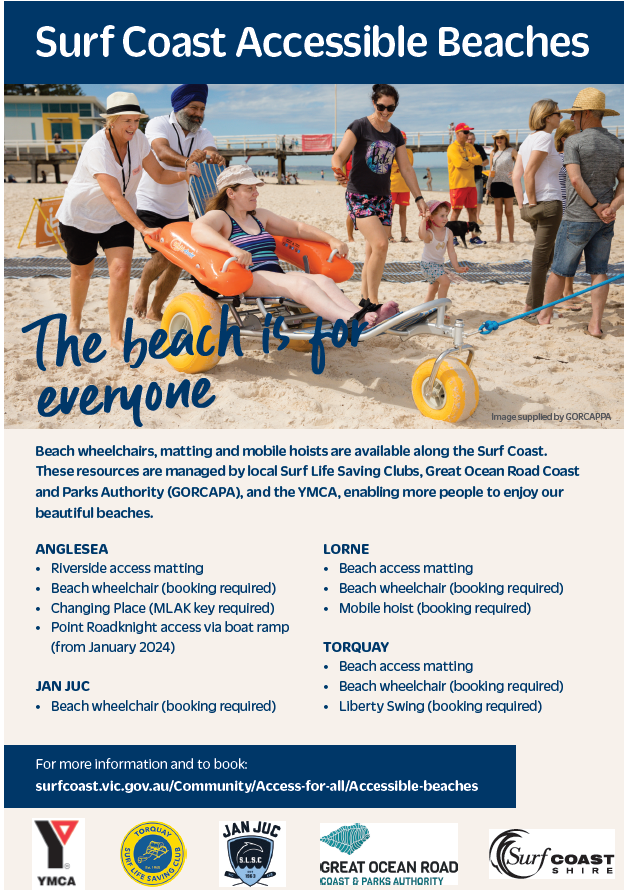 Surf Coast Accessible Beaches
The beach is for
everyone
Image supplied by GORCAPPA
Beach wheelchairs, matting and mobile hoists are available along the Surf Coast.
These resources are managed by local Surf Life Saving Clubs, Great Ocean Road Coast
and Parks Authority (GORCAPA), and the YMCA, enabling more people to enjoy our
beautiful beaches.
ANGLESEA
• Riverside access matting
• Beach wheelchair (booking required)
• Changing Place (MLAK key required)
• Point Roadknight access via boat ramp
(from January 2024)
JAN JUC
• Beach wheelchair (booking required)
LORNE
• Beach access matting
• Beach wheelchair (booking required)
• Mobile hoist (booking required)
TORQUAY
• Beach access matting
• Beach wheelchair (booking required)
• Liberty Swing (booking required)
For more information and to book:
surfcoast.vic.gov.au/Community/Access-for-all/Accessible-beaches
YMCA
TORQUAY
SURF LIFE SAVING CLUB
JAN JUC
S.L.S.C
GREAT OCEAN ROAD
COAST & PARKS AUTHORITY
Surf COAST
SHIRE